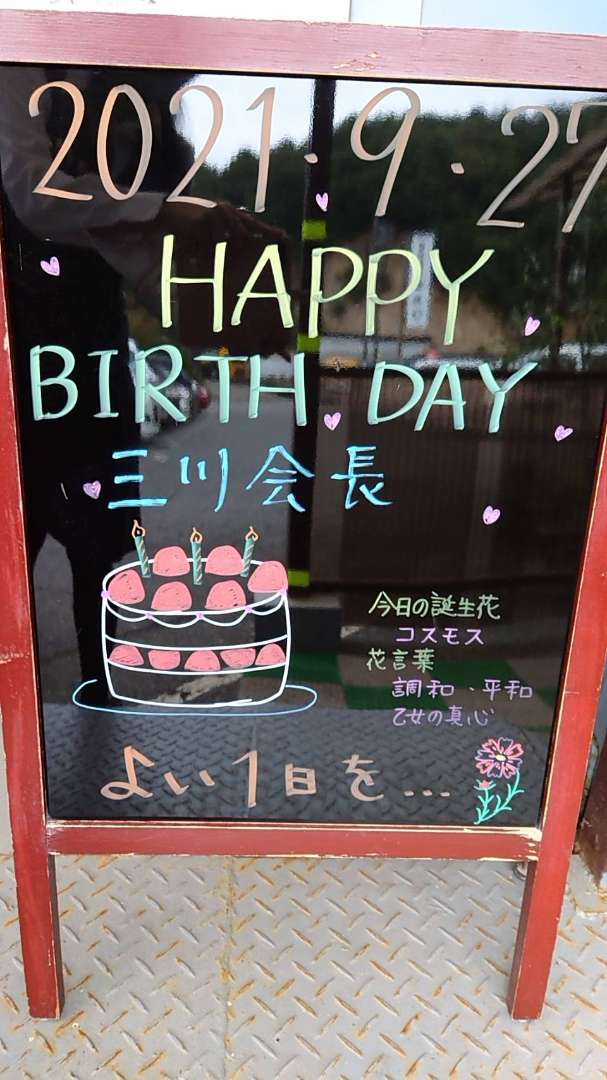 2021.9.27
HAPPY
BIRTH DAY
三川会長
今日の誕生花
コスモス
花言葉
調和・平和
乙女の真心
よい1日を...